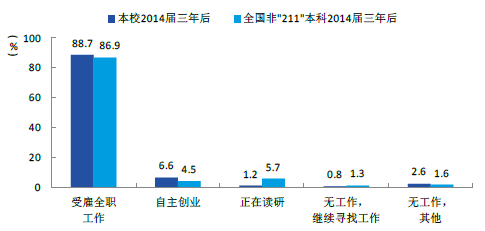 本校2014届三年后 全国非"211"本科2014届三年后
(%)
100
80
60
40
20
0
88.7 86.9
6.6 4.5
1.2 5.7
0.8 1.3
2.6 1.6
受雇全职
工作
自主创业
正在读研
无工作，
继续寻找工作
无工作，
其他